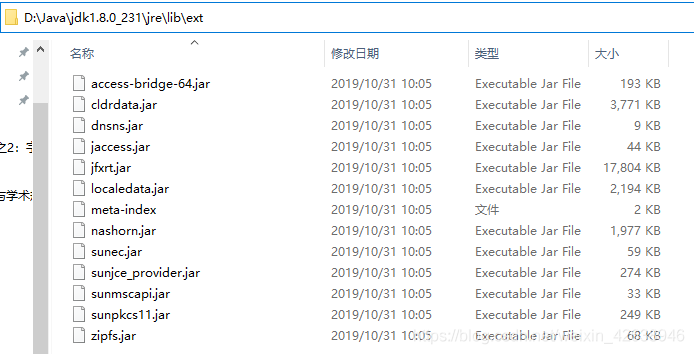 D:\Java\jdk1.8.0_231\jre\lib\ext
名称 修改日期 类型 大小
access-bridge-64.jar 2019/10/31 10:05 Executable Jar File 193 KB
cldrdata.jar 2019/10/31 10:05 Executable Jar File 3,771 KB
dnsns.jar 2019/10/31 10:05 Executable Jar File 9 KB
之2：字 jaccess.jar 2019/10/31 10:05 Executable Jar File 44 KB
jfxrt.jar 2019/10/31 10:05 Executable Jar File 17,804 KB
与学术 localedata.jar 2019/10/31 10:05 Executable Jar File 2,194 KB
meta-index 2019/10/31 10:05 文件 2 KB
nashorn.jar 2019/10/31 10:05 Executable Jar File 1,977 KB
sunec.jar 2019/10/31 10:05 Executable Jar File 59 KB
sunjce_provider.jar 2019/10/31 10:05 Executable Jar File 274 KB
sunmscapi.jar 2019/10/31 10:05 Executable Jar File 33 KB
sunpkcs11.jar 2019/10/31 10:05 Executable Jar File 249 KB
zipfs.jar 2019/10/31 10:05 Executable Jar File 68 KB